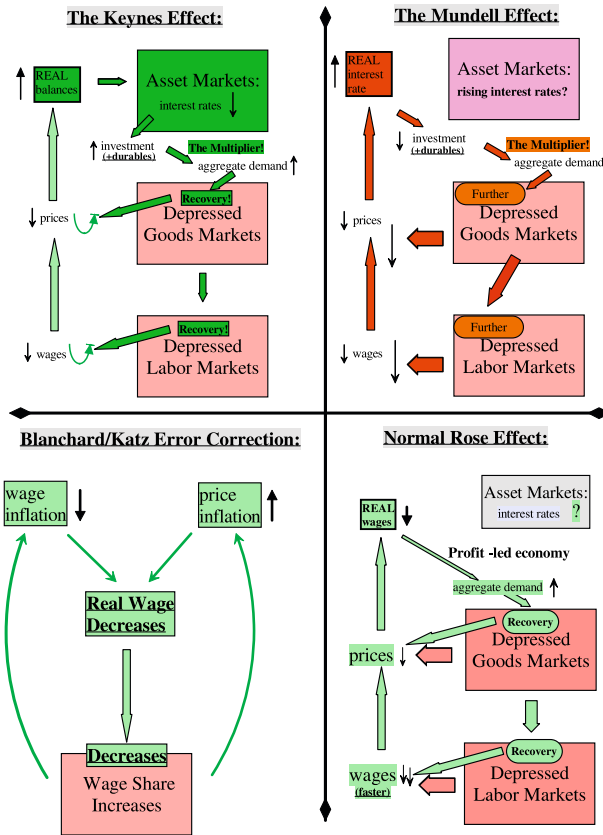 The Keynes Effect:
REAL
balances
Asset Markets:
interest rates
investment
(+durables)
The Multiplier!
aggregate demand
Recovery!
Depressed
Goods Markets
prices
Recovery!
Depressed
Labor Markets
wages
The Mundell Effect:
REAL
interest
rate
Asset Markets:
rising interest rates?
investment
(+durables)
The Multiplier!
aggregate demand
Further
Depressed
Goods Markets
prices
Further
Depressed
Labor Markets
wages
Blanchard/Katz Error Correction:
wage
inflation
price
inflation
Real Wage
Decreases
Decreases
Wage Share
Increases
Normal Rose Effect:
REAL
wages
Asset Markets:
interest rates ?
Profit -led economy
aggregate demand
Recovery
Depressed
Goods Markets
prices
Recovery
Depressed
Labor Markets
wages
(faster)